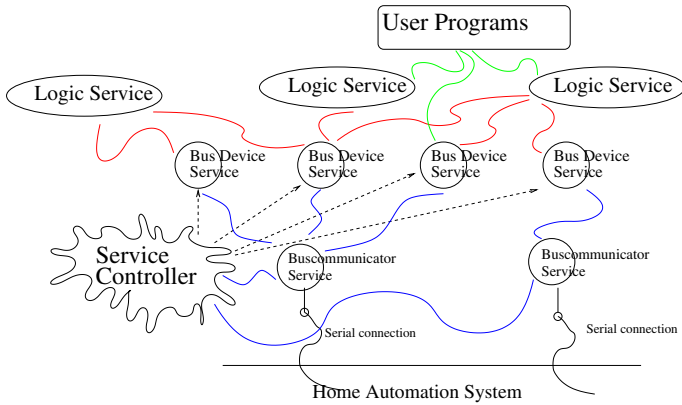 User Programs
Logic Service
Logic Service
Logic Service
Bus Device
Service
Bus Device
Service
Bus Device
Service
Bus Device
Service
Service
Controller
Buscommunicator
Service
Buscommunicator
Service
Serial connection
Serial connection
Home Automation System